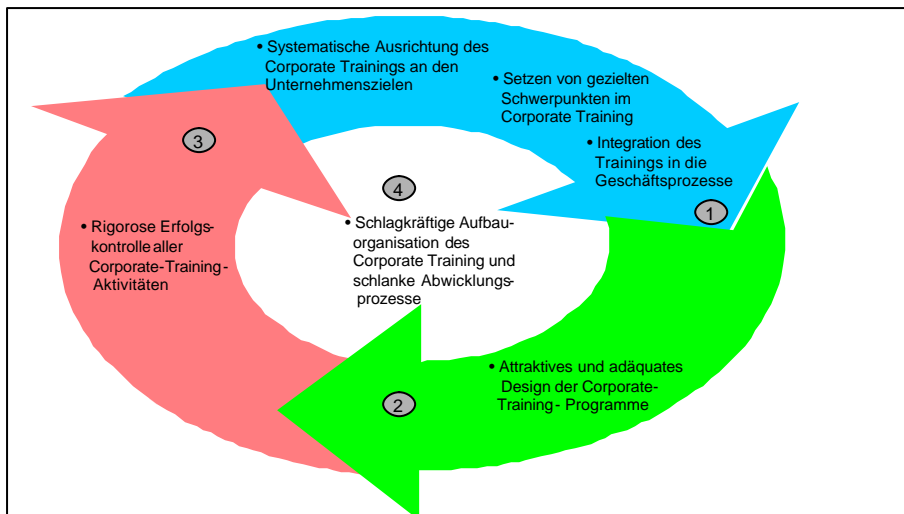 • Systematische Ausrichtung des
Corporate Trainings an den
Unternehmenszielen
• Setzen von gezielten
Schwerpunkten im
Corporate Training
• Integration des
Trainings in die
Geschäftsprozesse
1
3
4
• Schlagkräftige Aufbau-
organisation des
Corporate Training und
schlanke Abwicklungs-
prozesse
• Rigorose Erfolgs-
kontrolle aller
Corporate-Training-
Aktivitäten
• Attraktives und adäquates
Design der Corporate-
Training- Programme
2